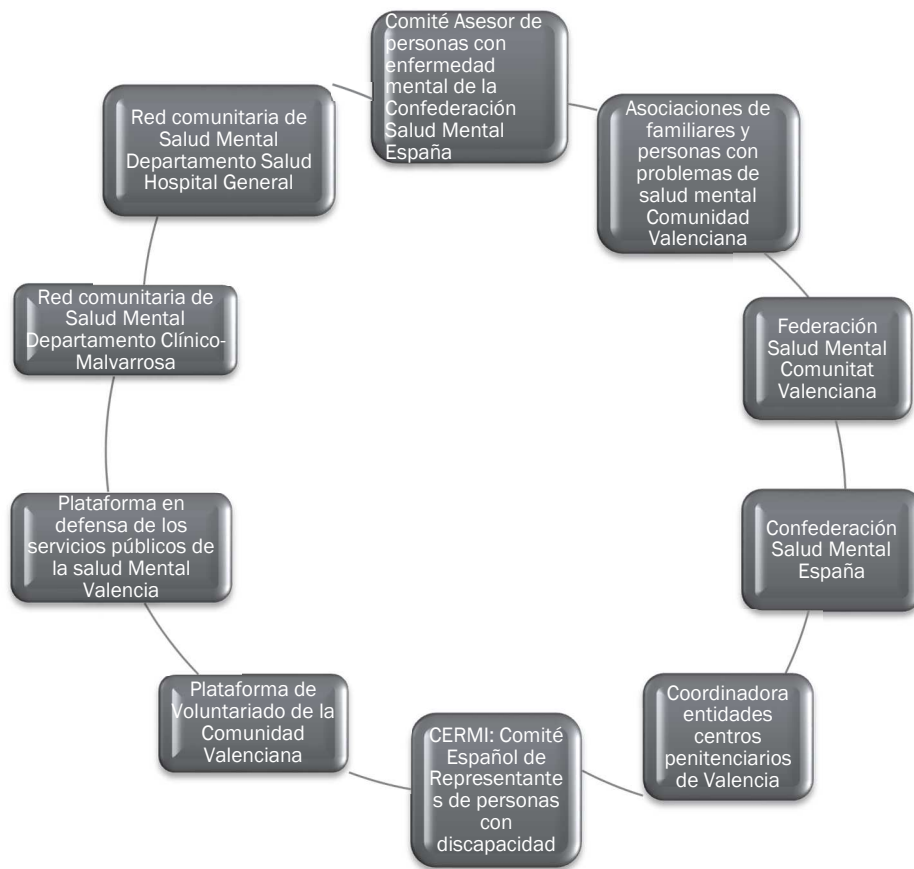 Comité Asesor de
personas con
enfermedad
mental de la
Confederación
Salud Mental
España
Asociaciones de
familiares y
personas con
problemas de
salud mental
Comunidad
Valenciana
Federación
Salud Mental
Comunitat
Valenciana
Confederación
Salud Mental
España
Coordinadora
entidades
centros
penitenciarios
de Valencia
CERMI: Comité
Español de
Representante
s de personas
con
discapacidad
Plataforma de
Voluntariado de la
Comunidad
Valenciana
Plataforma en
defensa de los
servicios públicos de
la salud Mental
Valencia
Red comunitaria de
Salud Mental
Departamento Clínico-
Malvarrosa
Red comunitaria de
Salud Mental
Departamento Salud
Hospital General